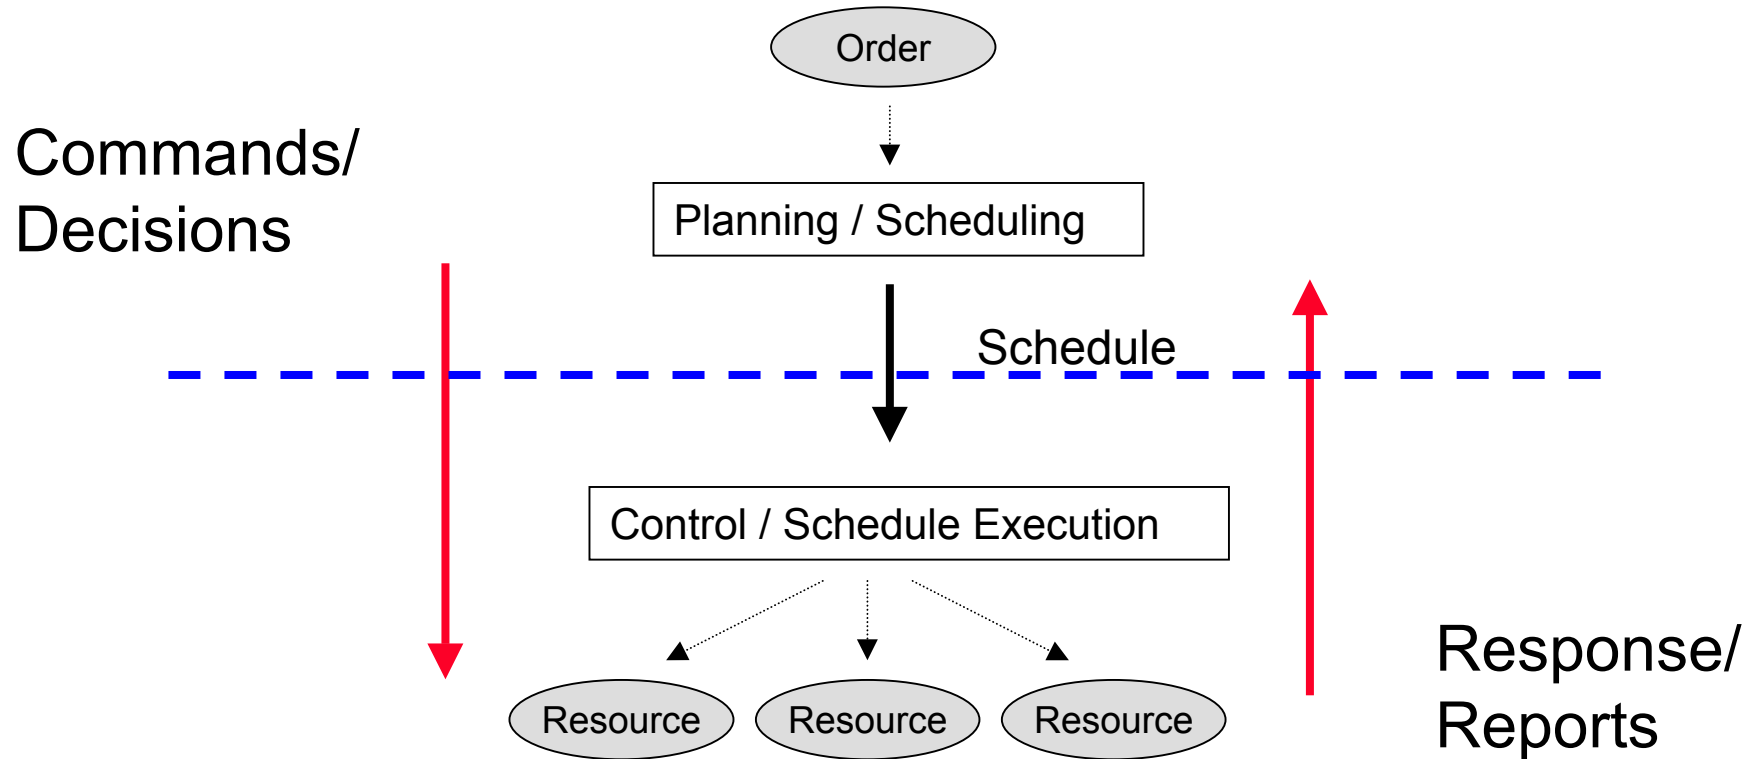 Order
Commands/
Decisions
Planning / Scheduling
Schedule
Control / Schedule Execution
Resource
Resource
Resource
Response/
Reports